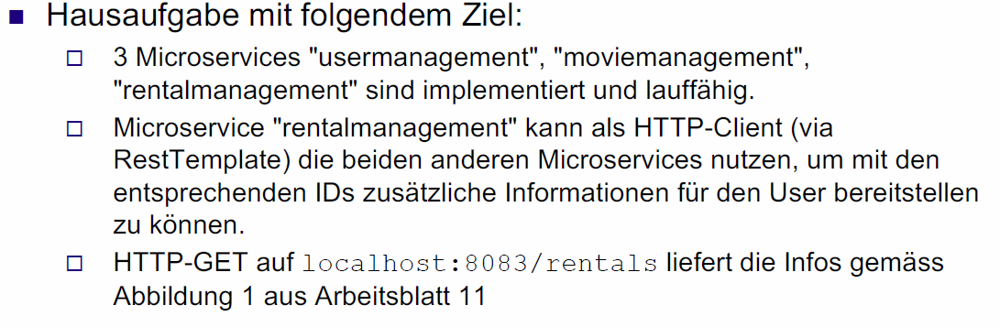 Hausaufgabe mit folgendem Ziel:
3 Microservices "usermanagement", "moviemanagement",
"rentalmanagement" sind implementiert und lauffähig.
Microservice "rentalmanagement" kann als HTTP-Client (via
RestTemplate) die beiden anderen Microservices nutzen, um mit den
entsprechenden IDs zusätzliche Informationen für den User bereitstellen
zu können.
HTTP-GET auf localhost:8083/rentals liefert die Infos gemäss
Abbildung 1 aus Arbeitsblatt 11